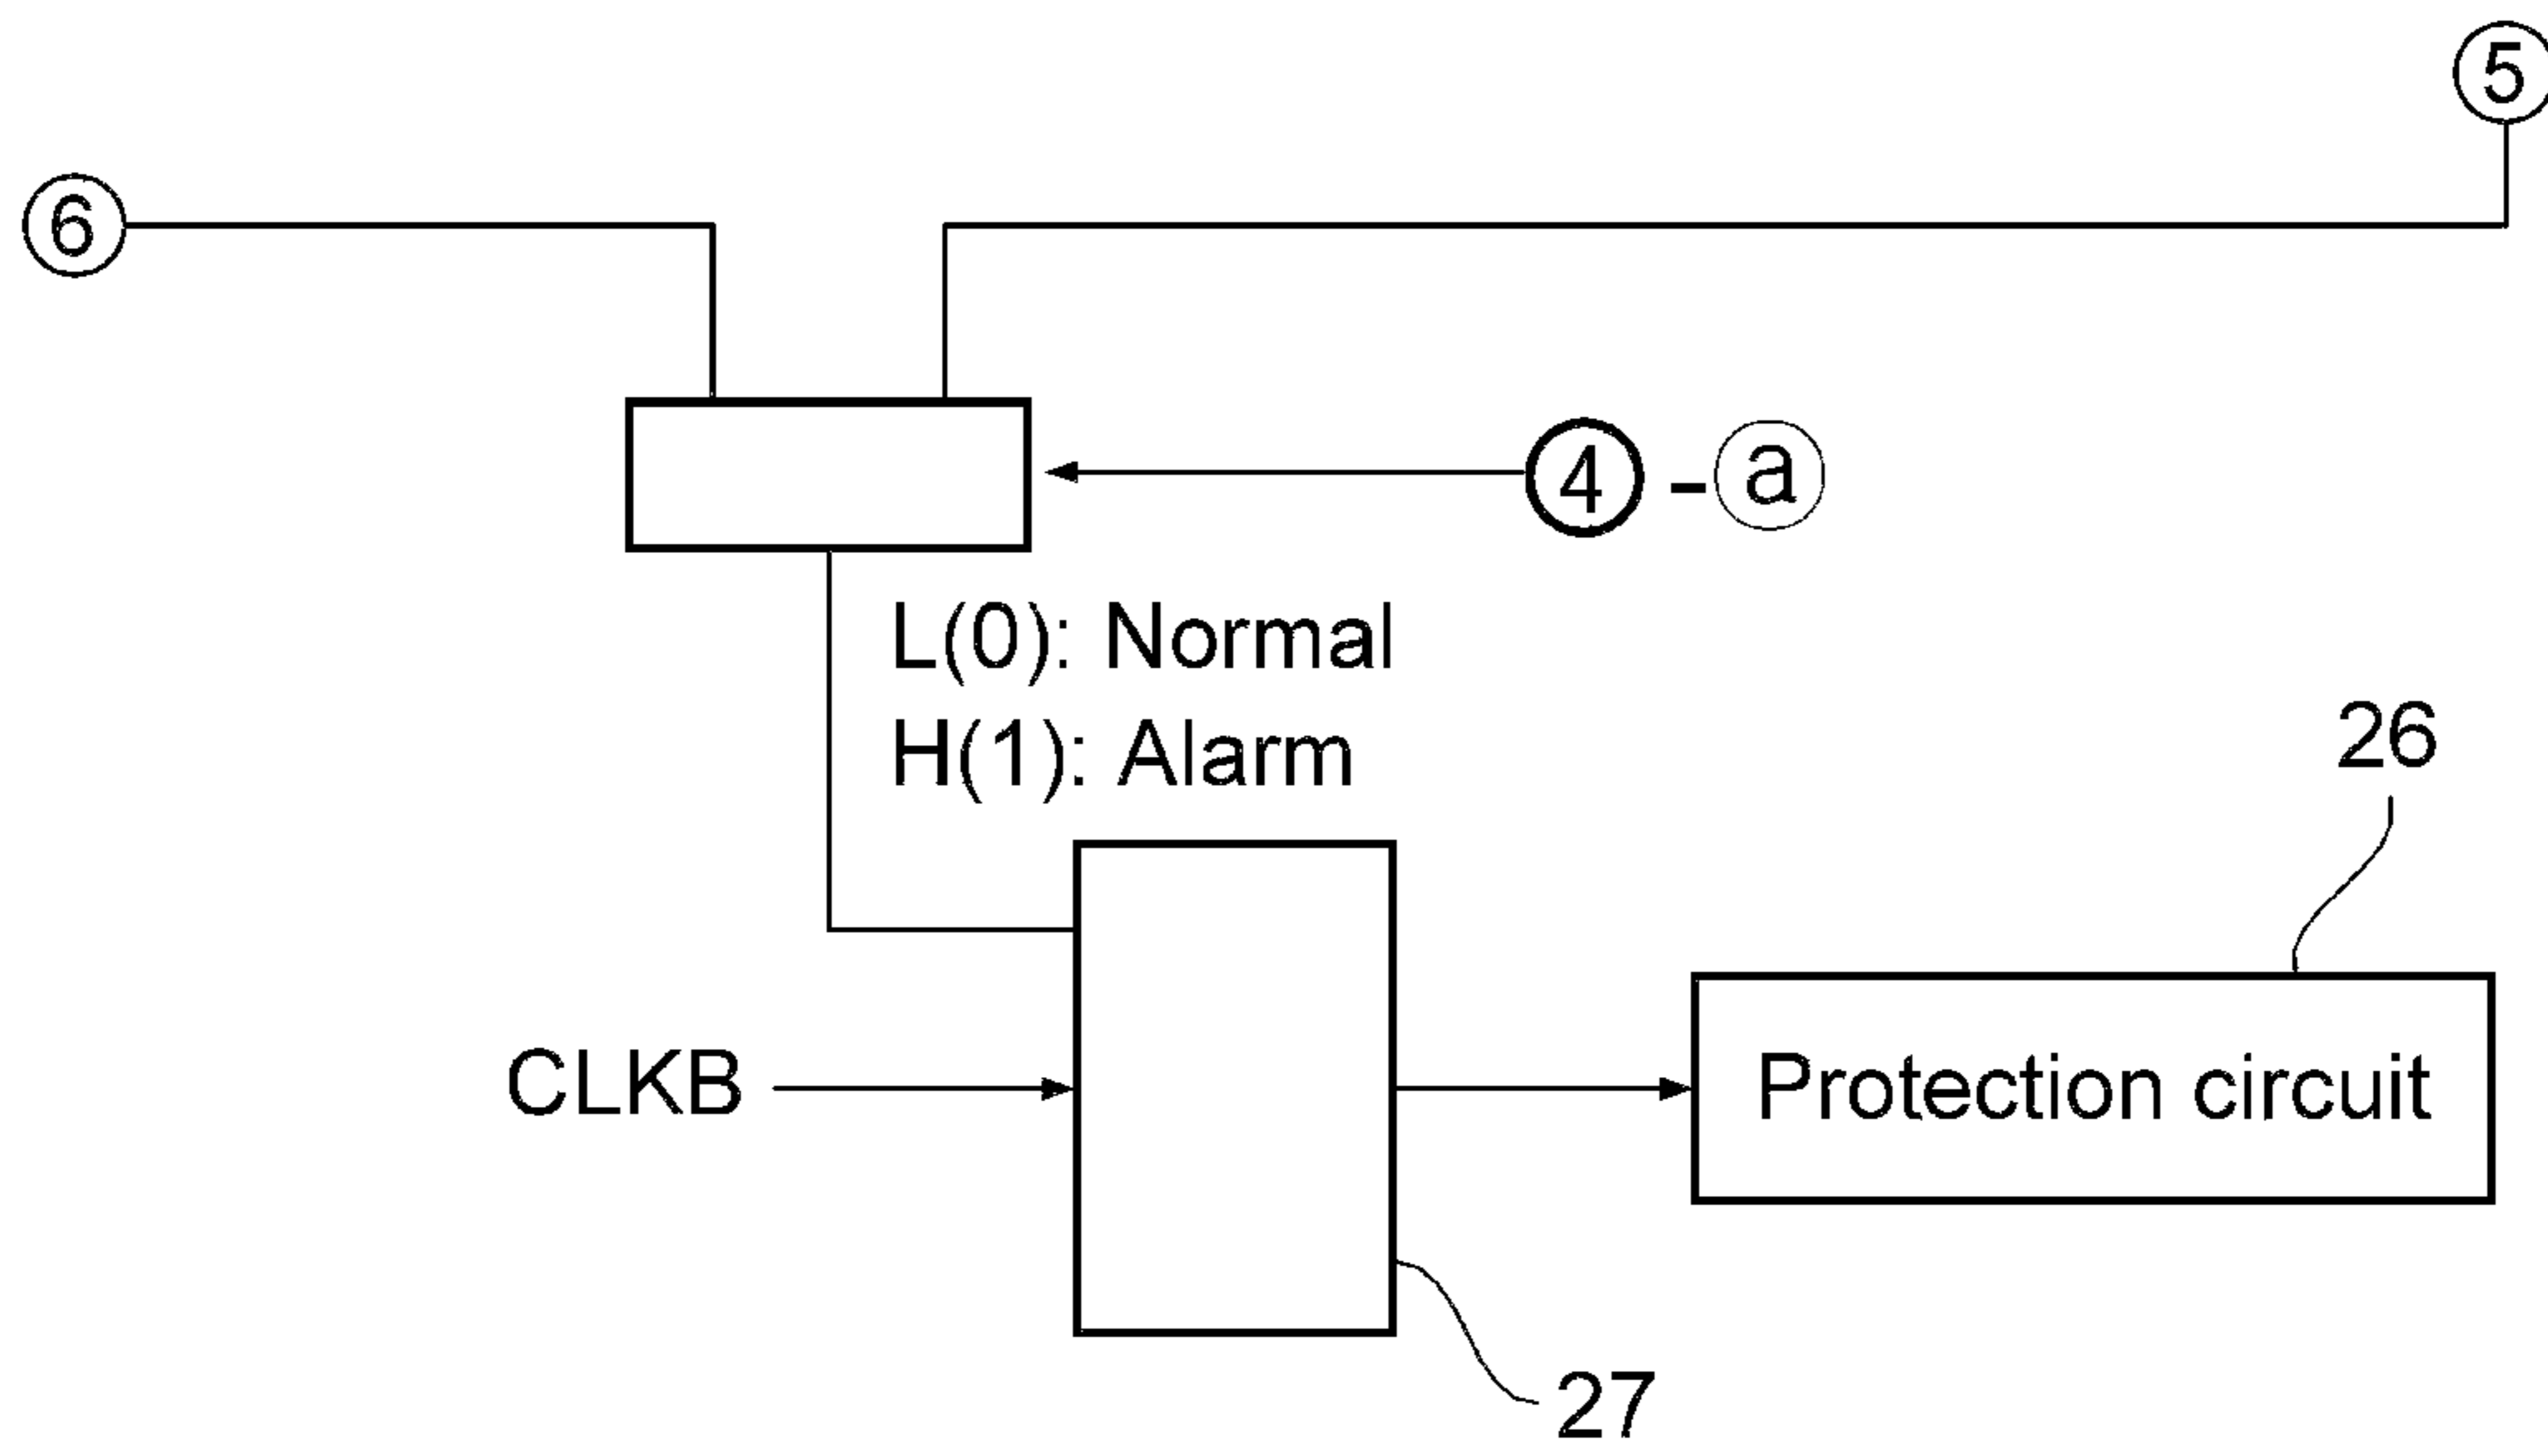 ⑤
⑥
④-ⓐ
L(0): Normal
H(1): Alarm
26
CLKB
Protection circuit
27